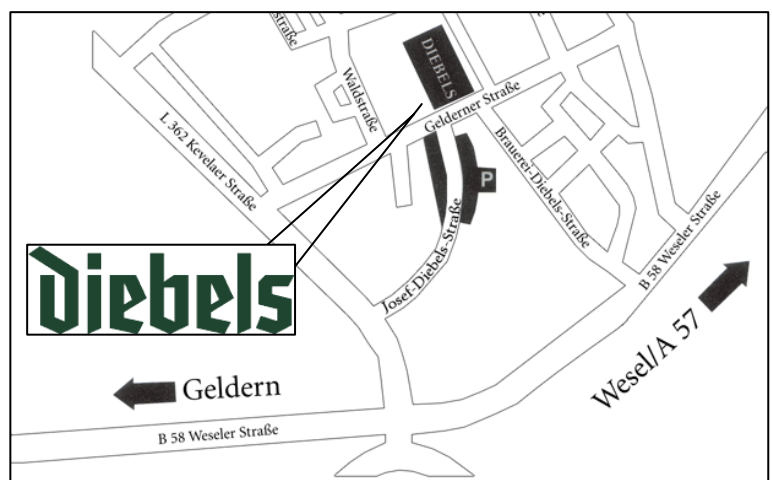 straße
DIEBELS
Waldstraße
Gelderner Straße
L 362 Kevelaer Straße
Brauerei-Diebels-Straße
P
Josef-Diebels-Straße
B 58 Weseler Straße
Diebels
Wesel/A 57
Geldern
B 58 Weseler Straße